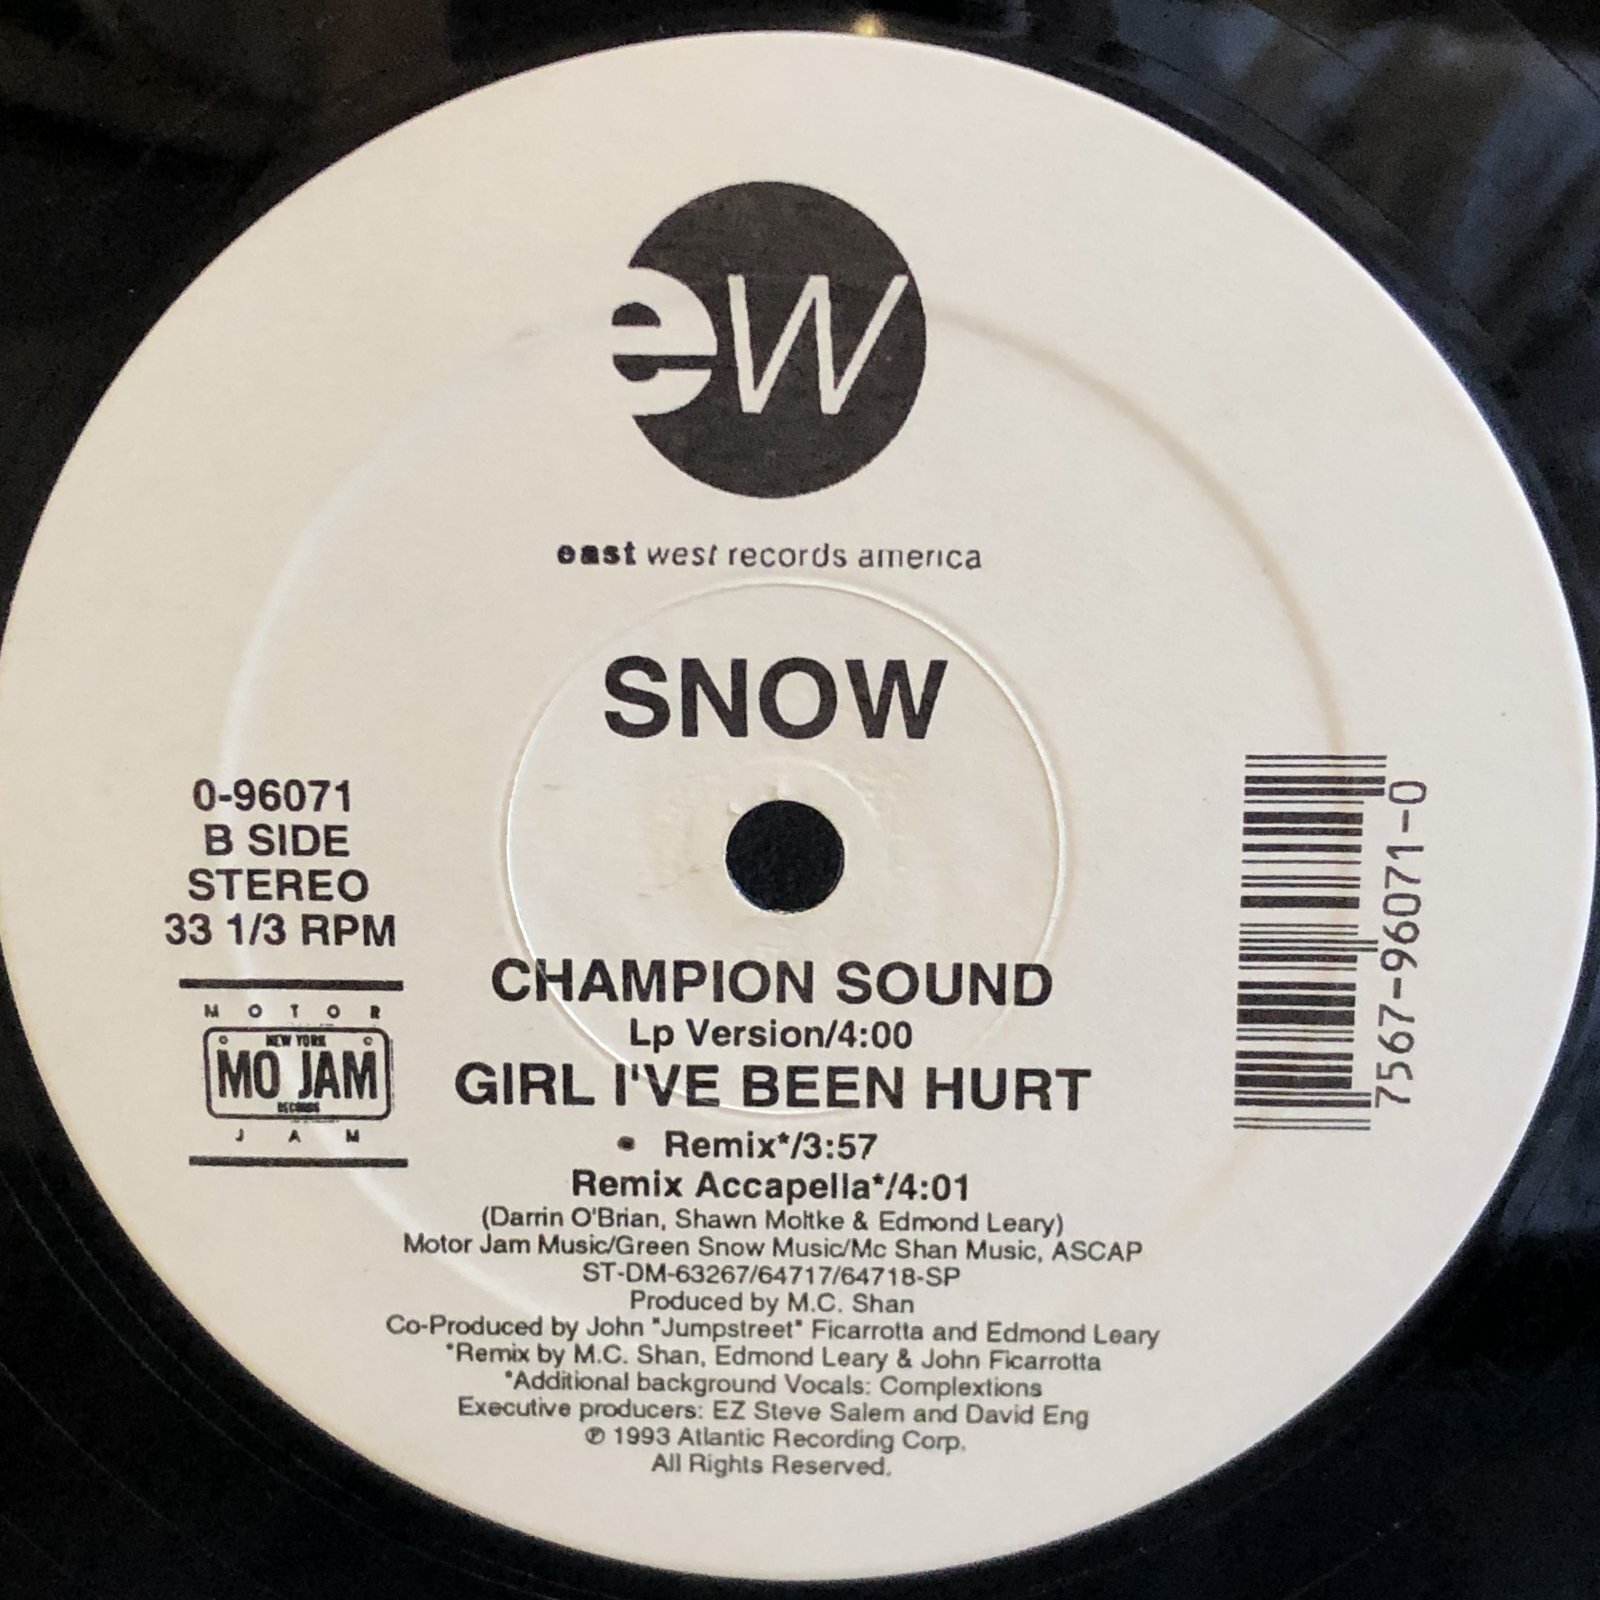 ew
east west records america
SNOW
0-96071
B SIDE
STEREO
33 1/3 RPM
MOTOR
NEW YORK
MO JAM
RECORDS
JAM
7567-96071-0
CHAMPION SOUND
Lp Version/4:00
GIRL I'VE BEEN HURT
• Remix*/3:57
Remix Accapella*/4:01
(Darrin O'Brian, Shawn Moltke & Edmond Leary)
Motor Jam Music/Green Snow Music/Mc Shan Music, ASCAP
ST-DM-63267/64717/64718-SP
Produced by M.C. Shan
Co-Produced by John "Jumpstreet" Ficarrotta and Edmond Leary
*Remix by M.C. Shan, Edmond Leary & John Ficarrotta
*Additional background Vocals: Complextions
Executive producers: EZ Steve Salem and David Eng
℗ 1993 Atlantic Recording Corp.
All Rights Reserved.